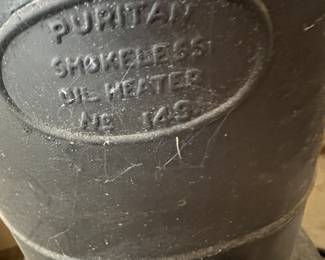 PURITAN
SMOKELESS
OIL HEATER
No 149